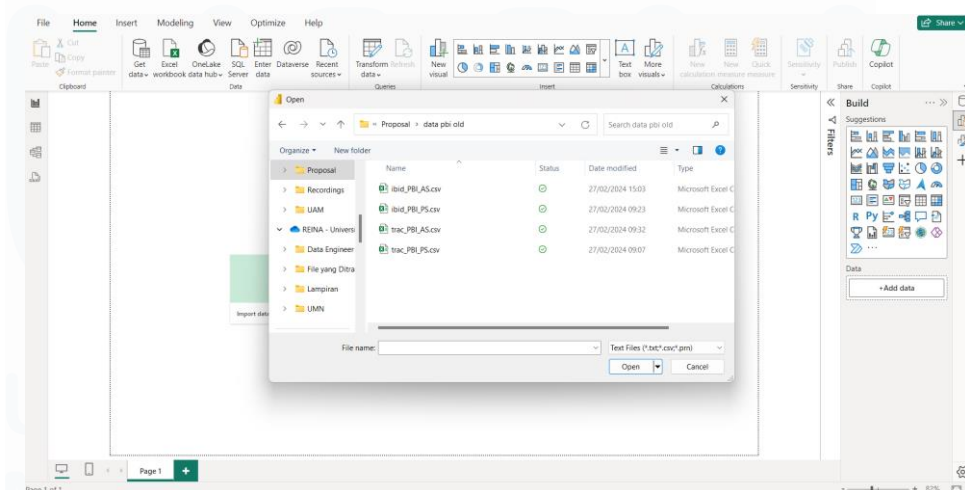 File Home Insert Modeling View Optimize Help Share
Cut
Copy
Paste Format painter
Get data Excel workbook OneLake data hub SQL Server Enter data Dataverse Recent sources Transform data Refresh New visual Text box More visuals New calculation New measure Quick measure Sensitivity Publish Copilot
Clipboard Data Queries Insert Calculations Sensitivity Share Copilot
Open
Proposal > data pbi old Search data pbi old
Organize New folder
Name Status Date modified Type
Proposal
Recordings ibid_PBI_AS.csv 27/02/2024 15:03 Microsoft Excel C
UAM ibid_PBI_PS.csv 27/02/2024 09:23 Microsoft Excel C
REINA - Univers trac_PBI_AS.csv 27/02/2024 09:32 Microsoft Excel C
Data Engineer trac_PBI_PS.csv 27/02/2024 09:07 Microsoft Excel C
File yang Ditra
Lampiran
UMN
File name: Text Files (*.txt;*.csv;*.prn)
Open Cancel
Import data
Filters
Build
Suggestions
R Py
Data
+Add data
Page 1
Page 1 of 1
82%